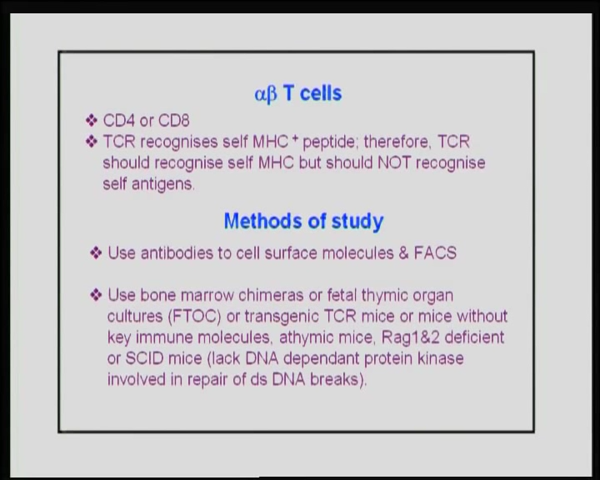 αβ T cells
❖ CD4 or CD8
❖ TCR recognises self MHC + peptide; therefore, TCR
should recognise self MHC but should NOT recognise
self antigens.
Methods of study
❖ Use antibodies to cell surface molecules & FACS
❖ Use bone marrow chimeras or fetal thymic organ
cultures (FTOC) or transgenic TCR mice or mice without
key immune molecules, athymic mice, Rag1&2 deficient
or SCID mice (lack DNA dependant protein kinase
involved in repair of ds DNA breaks).